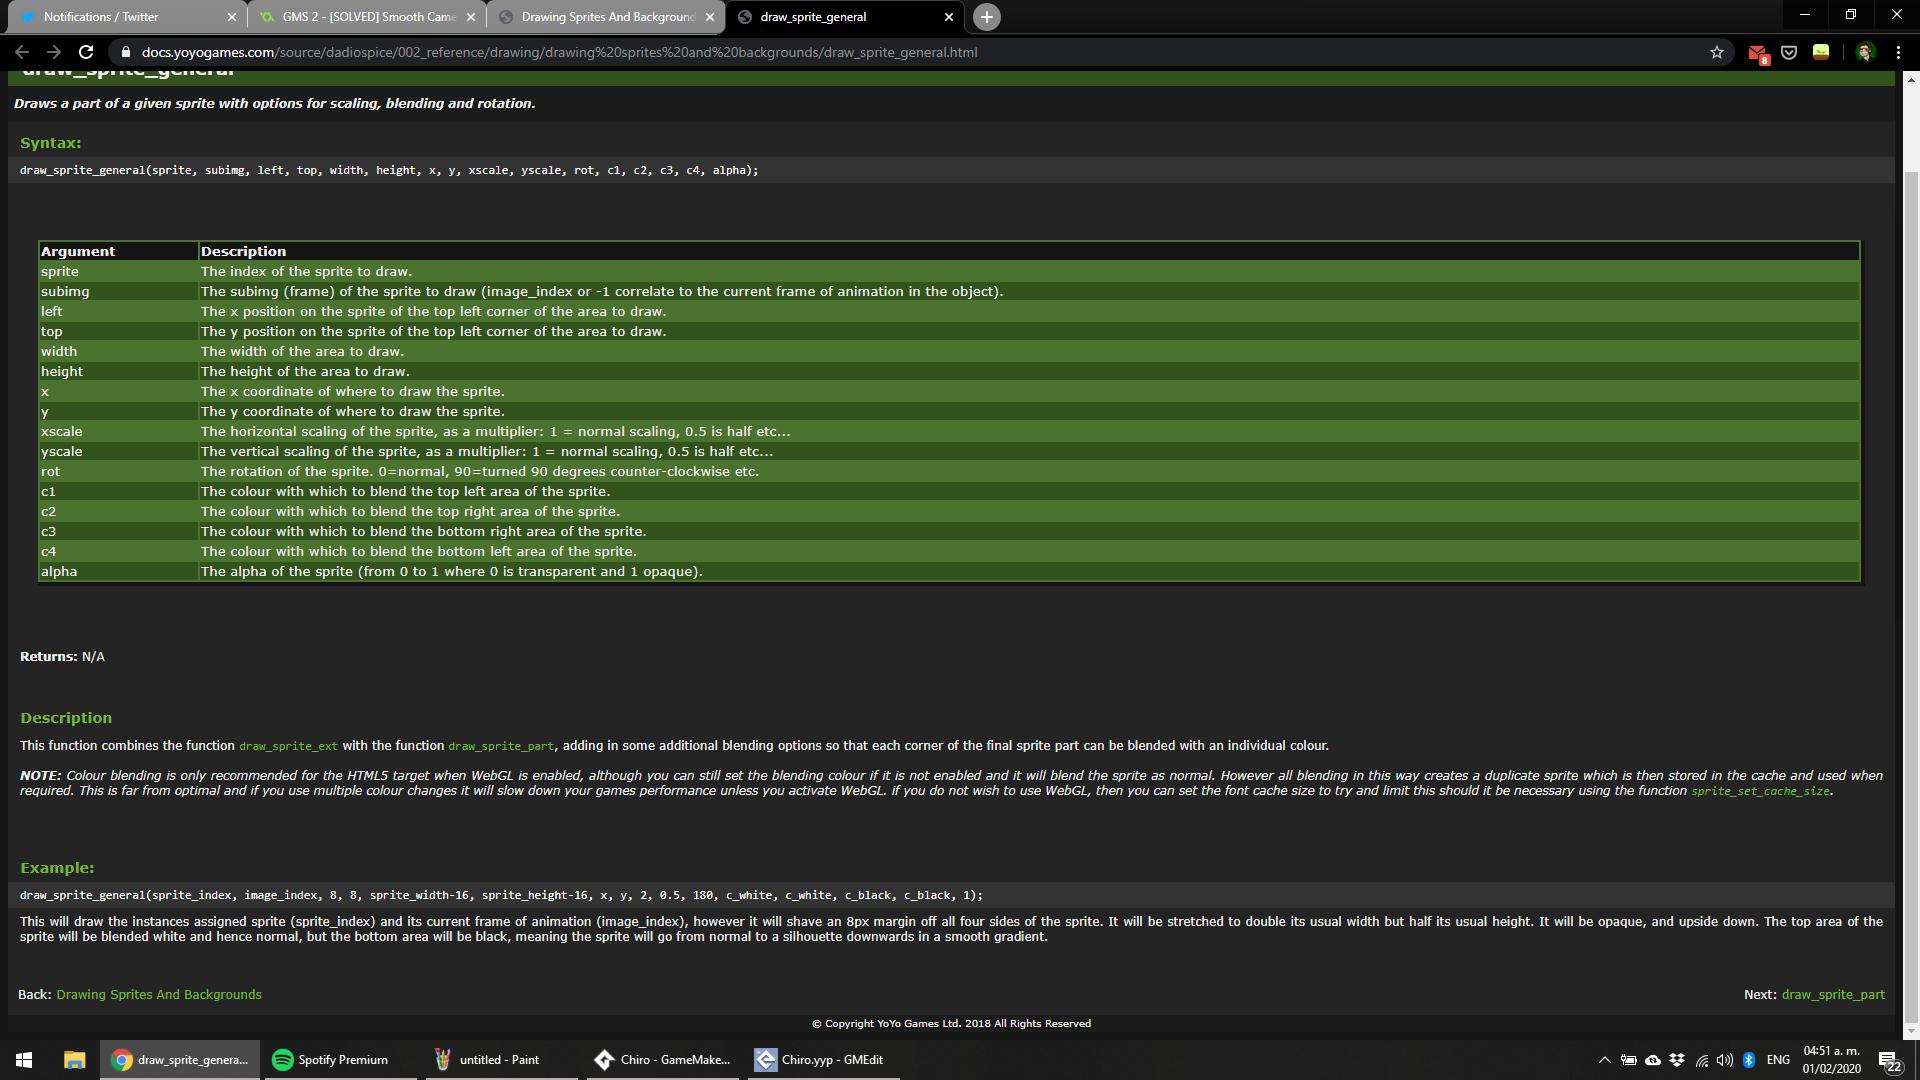 Notifications / Twitter
GMS 2 - [SOLVED] Smooth Came
Drawing Sprites And Background
draw_sprite_general
docs.yoyogames.com/source/dadiospice/002_reference/drawing/drawing%20sprites%20and%20backgrounds/draw_sprite_general.html
8
draw_sprite_general
Draws a part of a given sprite with options for scaling, blending and rotation.
Syntax:
draw_sprite_general(sprite, subimg, left, top, width, height, x, y, xscale, yscale, rot, c1, c2, c3, c4, alpha);
Argument Description
sprite The index of the sprite to draw.
subimg The subimg (frame) of the sprite to draw (image_index or -1 correlate to the current frame of animation in the object).
left The x position on the sprite of the top left corner of the area to draw.
top The y position on the sprite of the top left corner of the area to draw.
width The width of the area to draw.
height The height of the area to draw.
x The x coordinate of where to draw the sprite.
y The y coordinate of where to draw the sprite.
xscale The horizontal scaling of the sprite, as a multiplier: 1 = normal scaling, 0.5 is half etc...
yscale The vertical scaling of the sprite, as a multiplier: 1 = normal scaling, 0.5 is half etc...
rot The rotation of the sprite. 0=normal, 90=turned 90 degrees counter-clockwise etc.
c1 The colour with which to blend the top left area of the sprite.
c2 The colour with which to blend the top right area of the sprite.
c3 The colour with which to blend the bottom right area of the sprite.
c4 The colour with which to blend the bottom left area of the sprite.
alpha The alpha of the sprite (from 0 to 1 where 0 is transparent and 1 opaque).
Returns: N/A
Description
This function combines the function draw_sprite_ext with the function draw_sprite_part, adding in some additional blending options so that each corner of the final sprite part can be blended with an individual colour.
NOTE: Colour blending is only recommended for the HTML5 target when WebGL is enabled, although you can still set the blending colour if it is not enabled and it will blend the sprite as normal. However all blending in this way creates a duplicate sprite which is then stored in the cache and used when
required. This is far from optimal and if you use multiple colour changes it will slow down your games performance unless you activate WebGL. if you do not wish to use WebGL, then you can set the font cache size to try and limit this should it be necessary using the function sprite_set_cache_size.
Example:
draw_sprite_general(sprite_index, image_index, 8, 8, sprite_width-16, sprite_height-16, x, y, 2, 0.5, 180, c_white, c_white, c_black, c_black, 1);
This will draw the instances assigned sprite (sprite_index) and its current frame of animation (image_index), however it will shave an 8px margin off all four sides of the sprite. It will be stretched to double its usual width but half its usual height. It will be opaque, and upside down. The top area of the
sprite will be blended white and hence normal, but the bottom area will be black, meaning the sprite will go from normal to a silhouette downwards in a smooth gradient.
Back: Drawing Sprites And Backgrounds
Next: draw_sprite_part
© Copyright YoYo Games Ltd. 2018 All Rights Reserved
draw_sprite_genera...
Spotify Premium
untitled - Paint
Chiro - GameMake...
Chiro.yyp - GMEdit
ENG
04:51 a. m.
01/02/2020
22